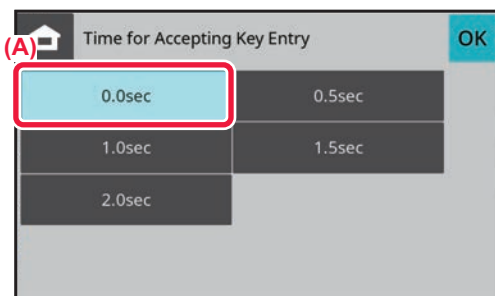 (A)
Time for Accepting Key Entry OK
0.0sec 0.5sec
1.0sec 1.5sec
2.0sec